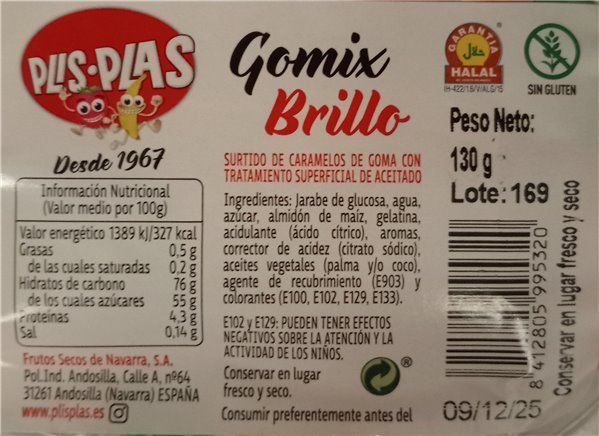 PLIS•PLAS
Desde 1967
Información Nutricional
(Valor medio por 100g)
Valor energético 1389 kJ/327 kcal
Grasas 0,5 g
de las cuales saturadas 0,2 g
Hidratos de carbono 76 g
de los cuales azúcares 55 g
Proteínas 4,3 g
Sal 0,14 g
Frutos Secos de Navarra, S.A.
Pol.Ind. Andosilla, Calle A, nº64
31261 Andosilla (Navarra) ESPAÑA
www.plisplas.es
Gomix
Brillo
SURTIDO DE CARAMELOS DE GOMA CON
TRATAMIENTO SUPERFICIAL DE ACEITADO
Ingredientes: Jarabe de glucosa, agua,
azúcar, almidón de maíz, gelatina,
acidulante (ácido cítrico), aromas,
corrector de acidez (citrato sódico),
aceites vegetales (palma y/o coco),
agente de recubrimiento (E903) y
colorantes (E100, E102, E129, E133).
E102 y E129: PUEDEN TENER EFECTOS
NEGATIVOS SOBRE LA ATENCIÓN Y LA
ACTIVIDAD DE LOS NIÑOS.
Conservar en lugar
fresco y seco.
®
Consumir preferentemente antes del
09/12/25
GARANTIA
حلال
HALAL
IH-422/1.6/V/ALG/15
SIN GLUTEN
Peso Neto:
130 g
Lote: 169
8 412805 995320
Conservar en lugar fresco y seco